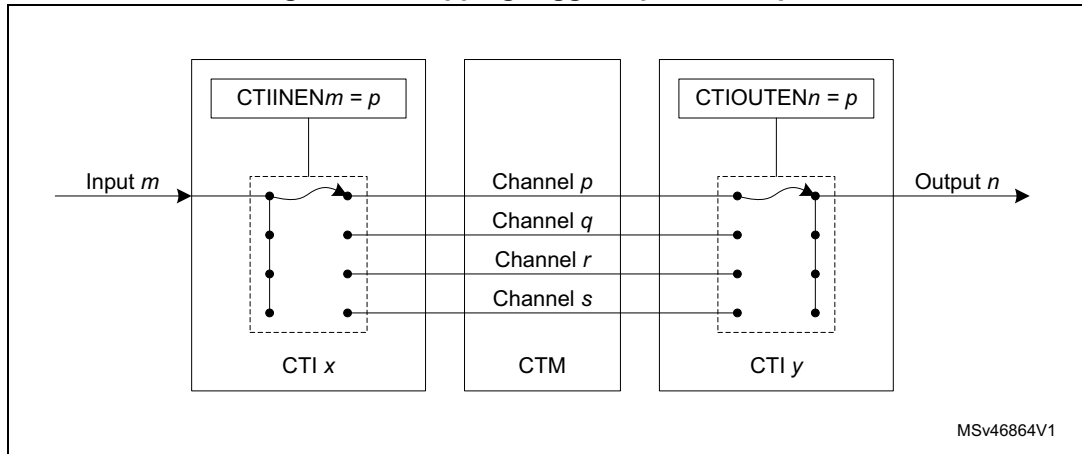 CTIINENm = p
CTIOUTENn = p
Input m
Channel p
Output n
Channel q
Channel r
Channel s
CTI x
CTM
CTI y
MSv46864V1